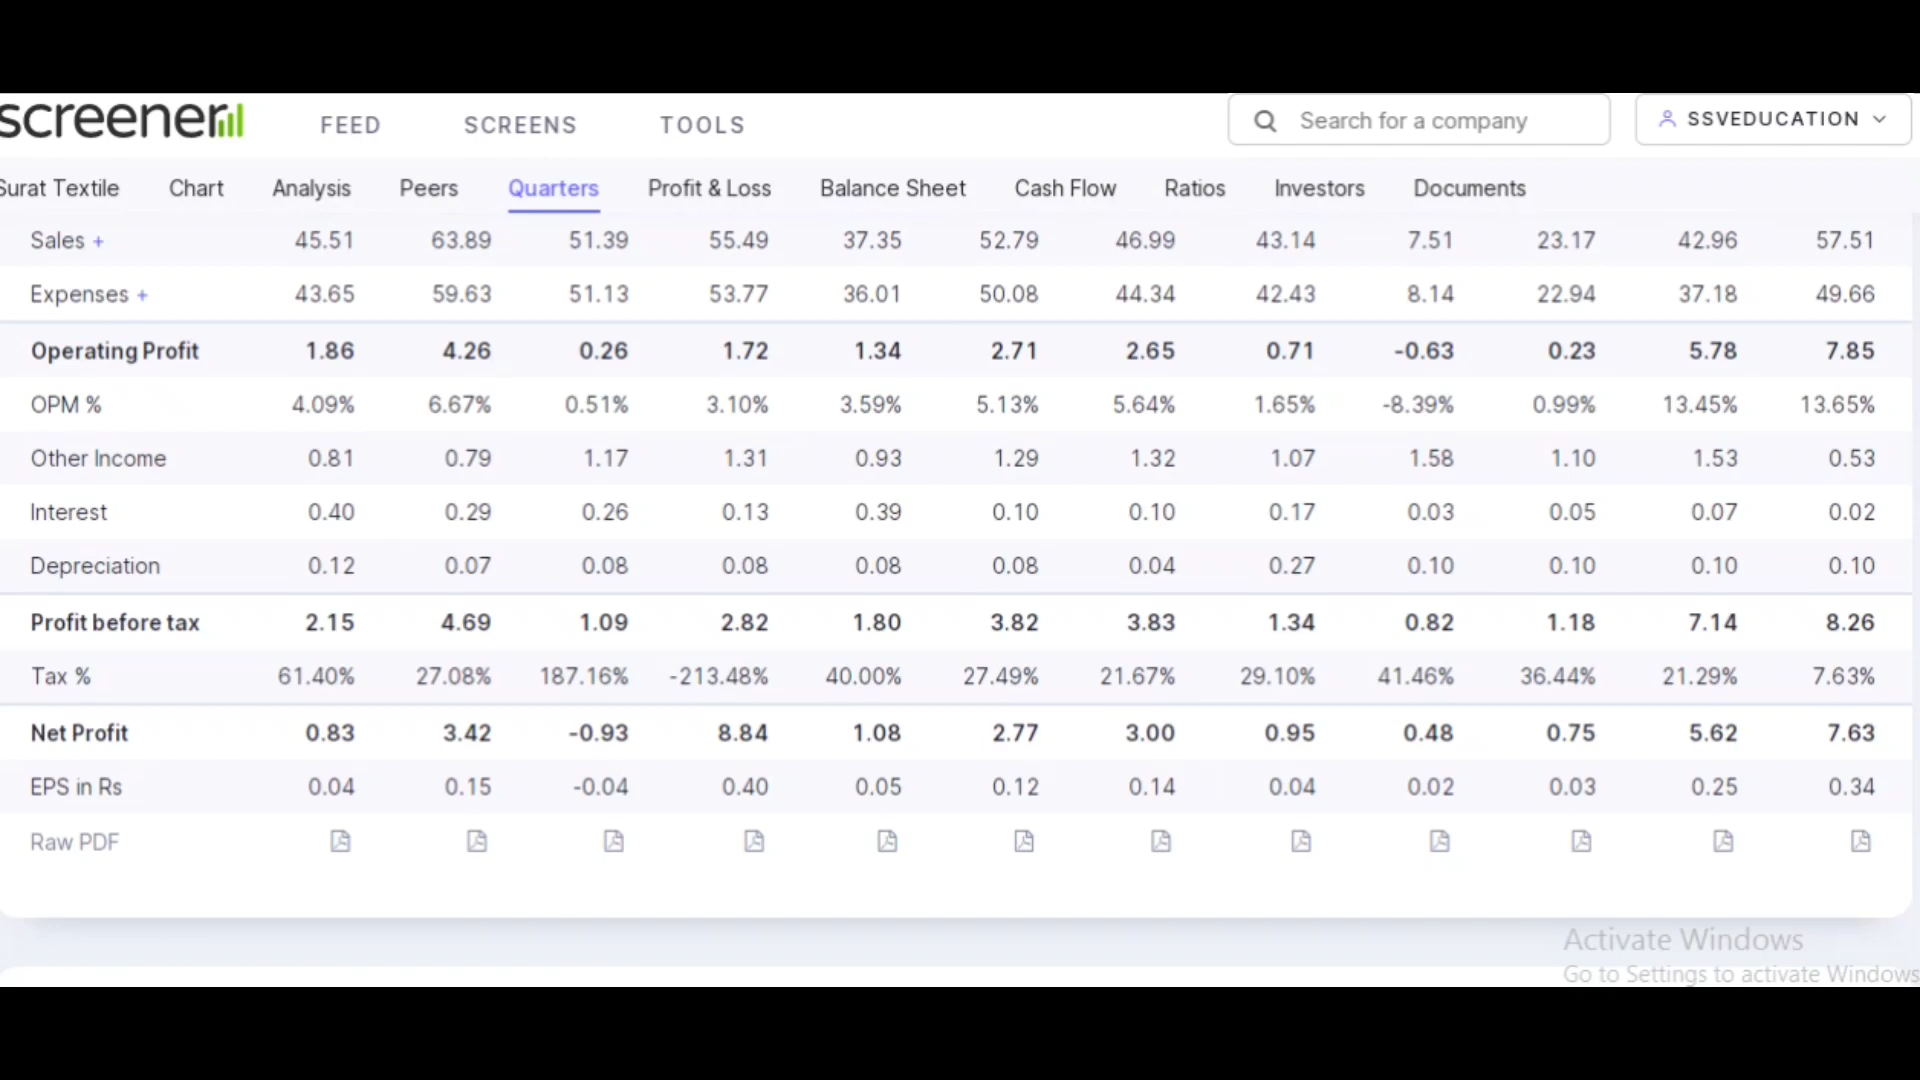 screener FEED SCREENS TOOLS Search for a company SSVEDUCATION
Surat Textile Chart Analysis Peers Quarters Profit & Loss Balance Sheet Cash Flow Ratios Investors Documents
Sales + 45.51 63.89 51.39 55.49 37.35 52.79 46.99 43.14 7.51 23.17 42.96 57.51
Expenses + 43.65 59.63 51.13 53.77 36.01 50.08 44.34 42.43 8.14 22.94 37.18 49.66
Operating Profit 1.86 4.26 0.26 1.72 1.34 2.71 2.65 0.71 -0.63 0.23 5.78 7.85
OPM % 4.09% 6.67% 0.51% 3.10% 3.59% 5.13% 5.64% 1.65% -8.39% 0.99% 13.45% 13.65%
Other Income 0.81 0.79 1.17 1.31 0.93 1.29 1.32 1.07 1.58 1.10 1.53 0.53
Interest 0.40 0.29 0.26 0.13 0.39 0.10 0.10 0.17 0.03 0.05 0.07 0.02
Depreciation 0.12 0.07 0.08 0.08 0.08 0.08 0.04 0.27 0.10 0.10 0.10 0.10
Profit before tax 2.15 4.69 1.09 2.82 1.80 3.82 3.83 1.34 0.82 1.18 7.14 8.26
Tax % 61.40% 27.08% 187.16% -213.48% 40.00% 27.49% 21.67% 29.10% 41.46% 36.44% 21.29% 7.63%
Net Profit 0.83 3.42 -0.93 8.84 1.08 2.77 3.00 0.95 0.48 0.75 5.62 7.63
EPS in Rs 0.04 0.15 -0.04 0.40 0.05 0.12 0.14 0.04 0.02 0.03 0.25 0.34
Raw PDF
Activate Windows
Go to Settings to activate Windows